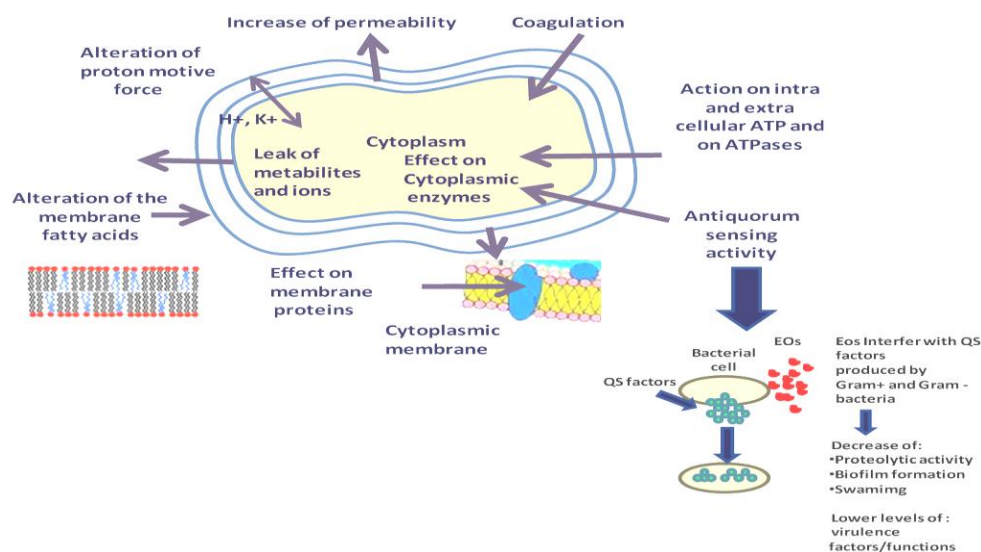 Increase of permeability
Coagulation
Alteration of
proton motive
force
H+, K+
Action on intra
and extra
cellular ATP and
on ATPases
Cytoplasm
Effect on
Cytoplasmic
enzymes
Leak of
metabilites
and ions
Alteration of the
membrane
fatty acids
Antiquorum
sensing
activity
Effect on
membrane
proteins
Cytoplasmic
membrane
EOs
Bacterial
cell
QS factors
Eos Interfer with QS
factors
produced by
Gram+ and Gram -
bacteria
Decrease of:
•Proteolytic activity
•Biofilm formation
•Swamimg
Lower levels of :
virulence
factors/functions